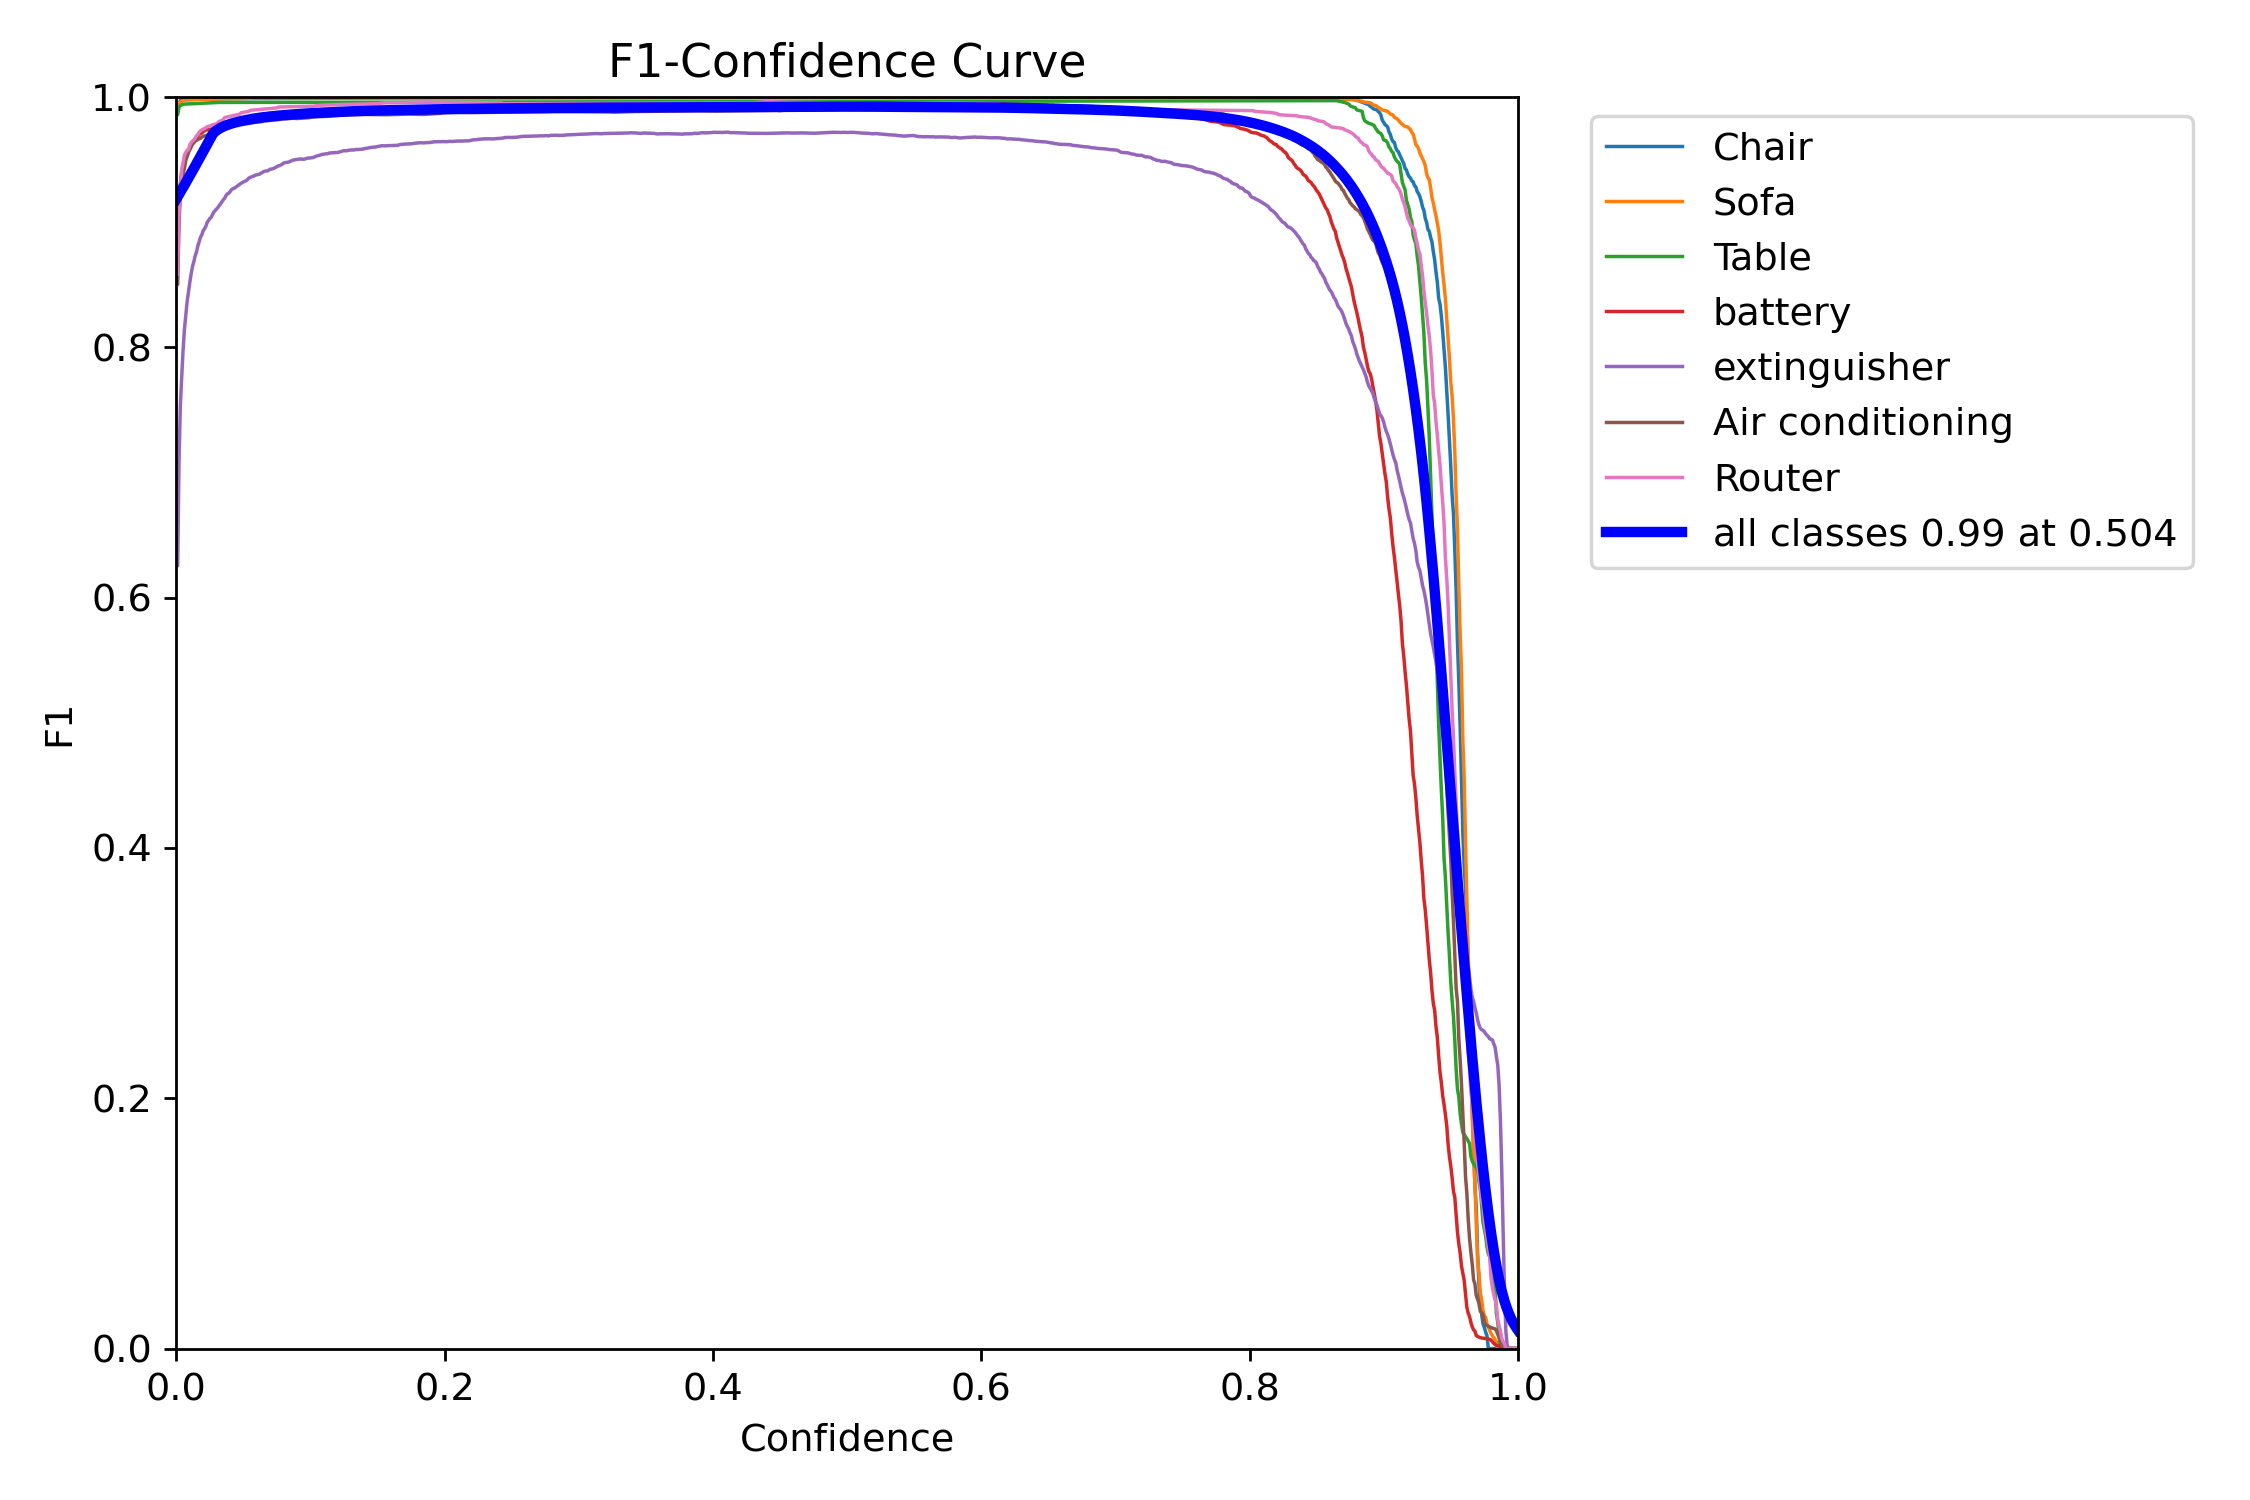 F1-Confidence Curve
1.0
0.8
0.6
0.4
0.2
0.0
F1
0.0 0.2 0.4 0.6 0.8 1.0
Confidence
Chair
Sofa
Table
battery
extinguisher
Air conditioning
Router
all classes 0.99 at 0.504